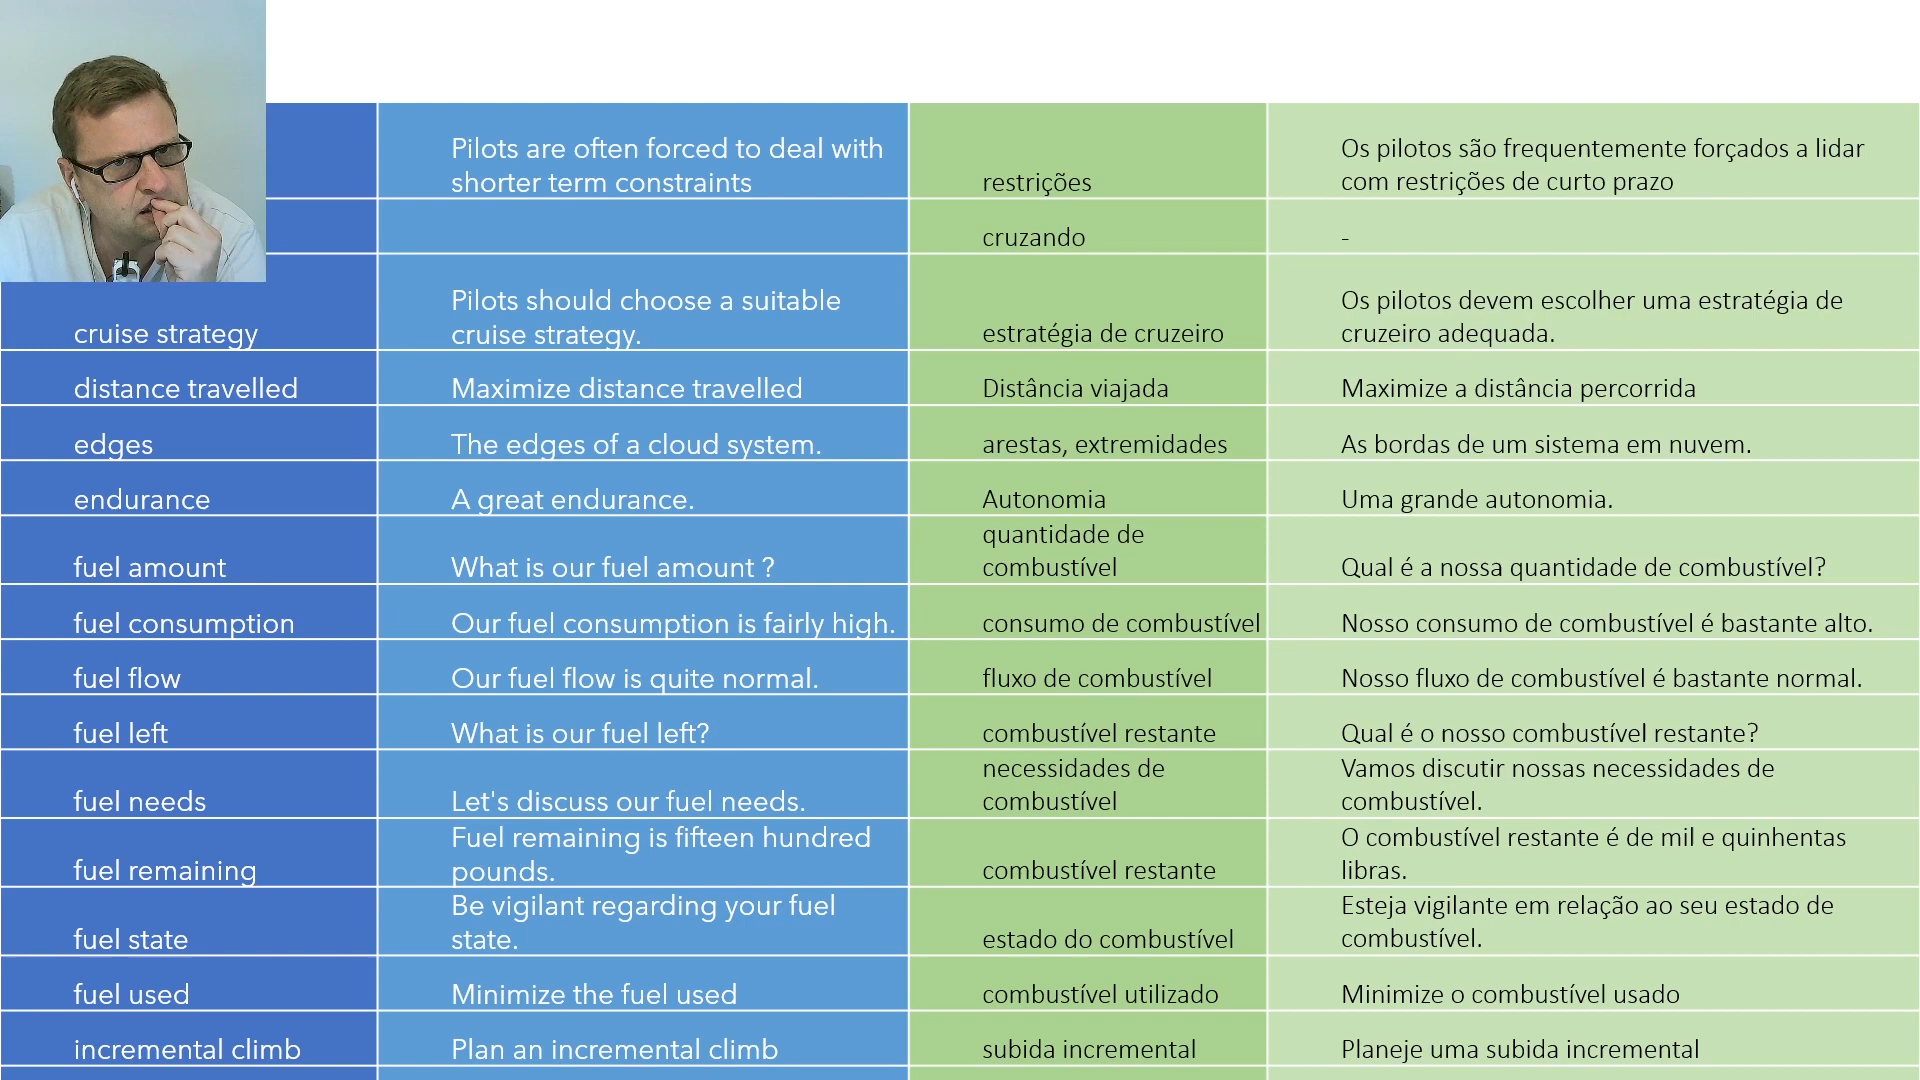 Pilots are often forced to deal with
shorter term constraints
restrições
Os pilotos são frequentemente forçados a lidar
com restrições de curto prazo
cruzando
-
cruise strategy
Pilots should choose a suitable
cruise strategy.
estratégia de cruzeiro
Os pilotos devem escolher uma estratégia de
cruzeiro adequada.
distance travelled
Maximize distance travelled
Distância viajada
Maximize a distância percorrida
edges
The edges of a cloud system.
arestas, extremidades
As bordas de um sistema em nuvem.
endurance
A great endurance.
Autonomia
Uma grande autonomia.
fuel amount
What is our fuel amount ?
quantidade de
combustível
Qual é a nossa quantidade de combustível?
fuel consumption
Our fuel consumption is fairly high.
consumo de combustível
Nosso consumo de combustível é bastante alto.
fuel flow
Our fuel flow is quite normal.
fluxo de combustível
Nosso fluxo de combustível é bastante normal.
fuel left
What is our fuel left?
combustível restante
Qual é o nosso combustível restante?
fuel needs
Let's discuss our fuel needs.
necessidades de
combustível
Vamos discutir nossas necessidades de
combustível.
fuel remaining
Fuel remaining is fifteen hundred
pounds.
combustível restante
O combustível restante é de mil e quinhentas
libras.
fuel state
Be vigilant regarding your fuel
state.
estado do combustível
Esteja vigilante em relação ao seu estado de
combustível.
fuel used
Minimize the fuel used
combustível utilizado
Minimize o combustível usado
incremental climb
Plan an incremental climb
subida incremental
Planeje uma subida incremental